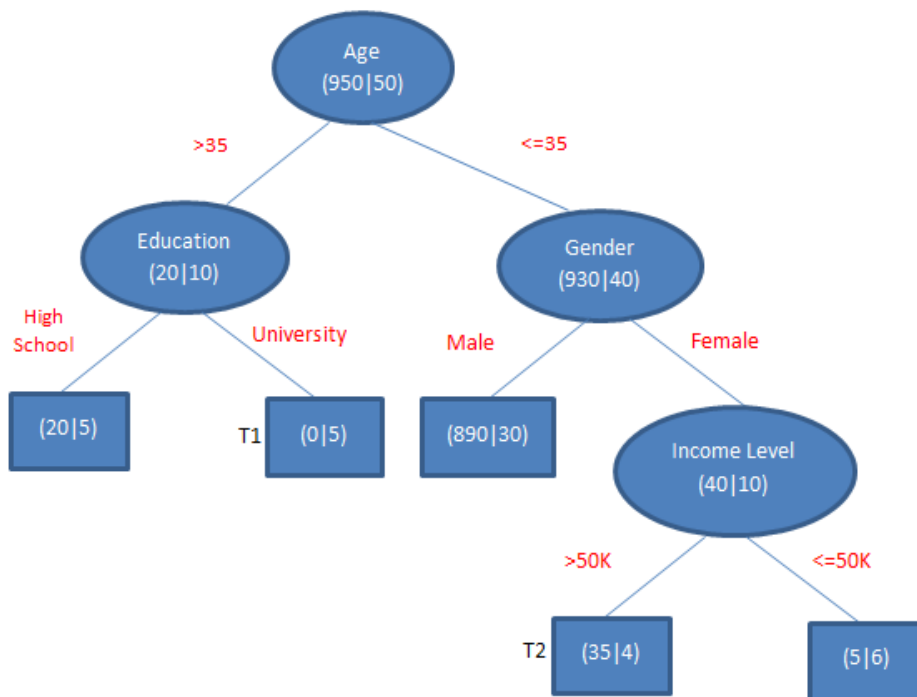 Age
(950|50)
>35
<=35
Education
(20|10)
Gender
(930|40)
High
School
University
Male
Female
(20|5)
T1
(0|5)
(890|30)
Income Level
(40|10)
>50K
<=50K
T2
(35|4)
(5|6)